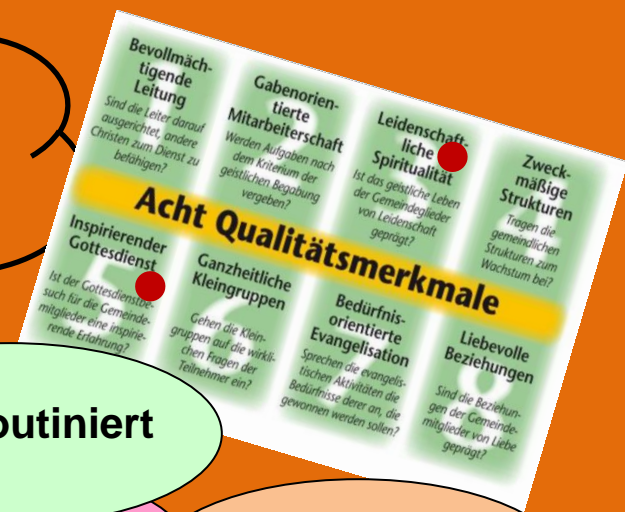 Bevollmäch-
tigende
Leitung
Sind die Leiter darauf
ausgerichtet, andere
Christen zum Dienst zu
befähigen?
Gabenorien-
tierte
Mitarbeiterschaft
Werden Aufgaben nach
dem Kriterium der
geistlichen Begabung
vergeben?
Leidenschaft-
liche
Spiritualität
Ist das geistliche Leben
der Gemeindeglieder
von Leidenschaft
geprägt?
Zweck-
mäßige
Strukturen
Tragen die
gemeindlichen
Strukturen zum
Wachstum bei?
Acht Qualitätsmerkmale
5
Inspirierender
Gottesdienst
Ist der Gottesdienstbe-
such für die Gemeinde-
mitglieder eine inspirie-
rende Erfahrung?
6
Ganzheitliche
Kleingruppen
Gehen die Klein-
gruppen auf die wirkli-
chen Fragen der
Teilnehmer ein?
Bedürfnis-
orientierte
Evangelisation
Sprechen die evangelis-
tischen Aktivitäten die
Bedürfnisse derer an, die
gewonnen werden sollen?
8
Liebevolle
Beziehungen
Sind die Beziehun-
gen der Gemeinde-
mitglieder von Liebe
geprägt?
outiniert